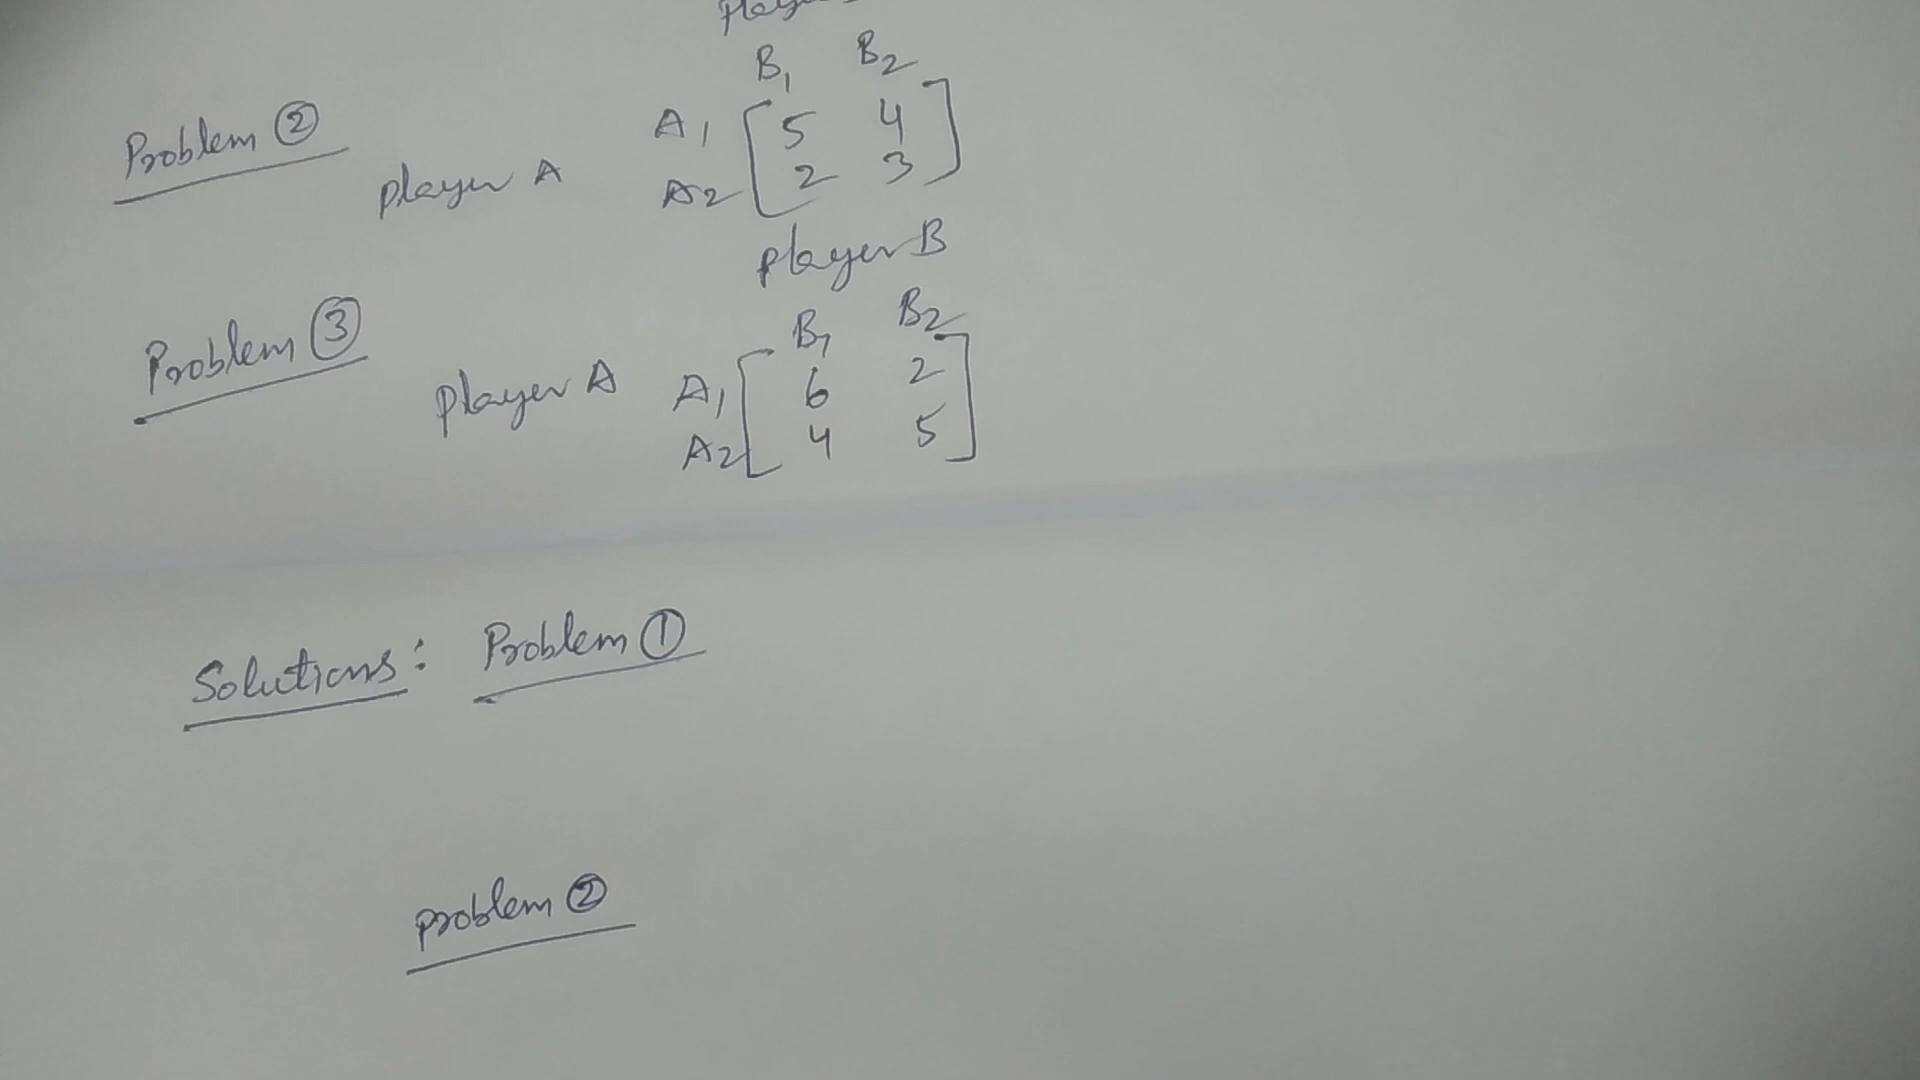 B1 B2
Problem ② player A A1 [5 4]
A2 [2 3]
player B
B1 B2
Problem ③ player A A1 [6 2]
A2 [4 5]
Solutions: Problem ①
problem ②